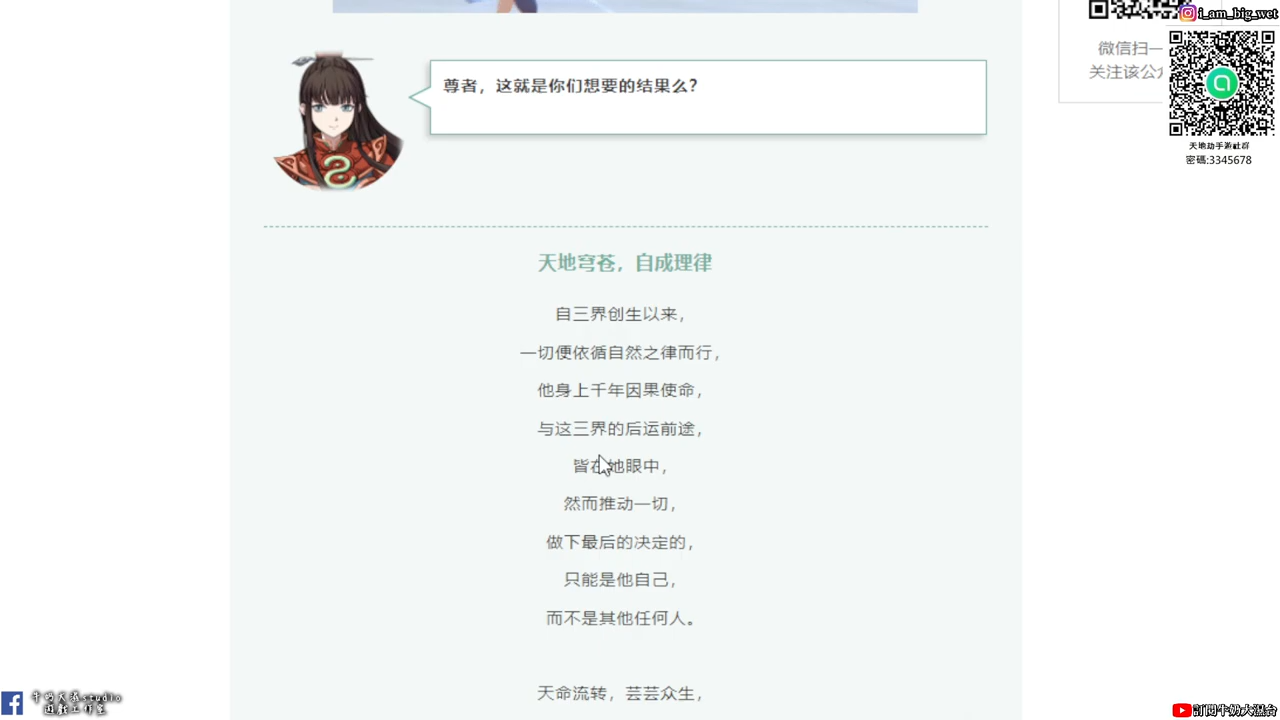 i_am_big_wet
微信扫一
关注该公
尊者，这就是你们想要的结果么？
天地劫手游社群
密碼:3345678
天地穹苍，自成理律
自三界创生以来，
一切便依循自然之律而行，
他身上千年因果使命，
与这三界的后运前途，
皆在她眼中，
然而推动一切，
做下最后的决定的，
只能是他自己，
而不是其他任何人。
天命流转，芸芸众生，
牛奶大濕studio
遊戲工作室
訂閱牛奶大混台